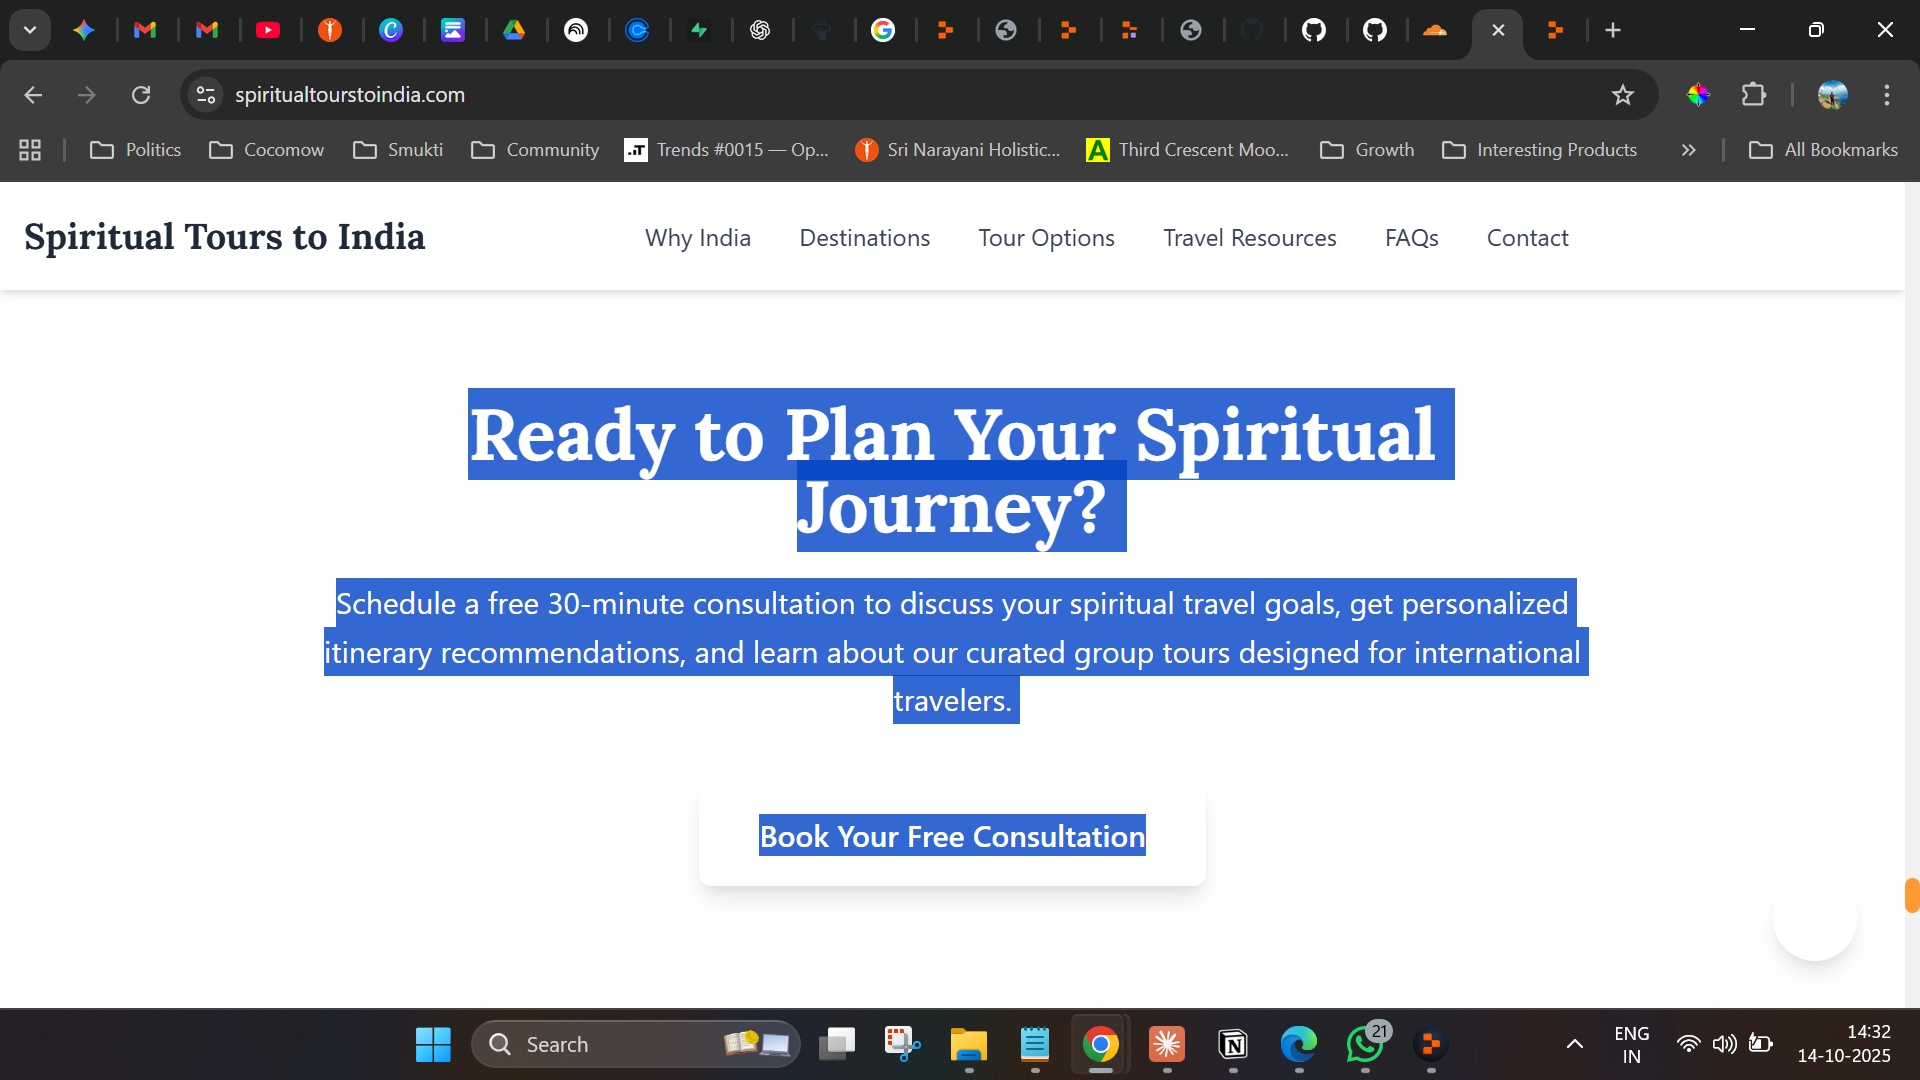 spiritualtourstoindia.com
Politics
Cocomow
Smukti
Community
.iT Trends #0015 — Op...
Sri Narayani Holistic...
A Third Crescent Moo...
Growth
Interesting Products
All Bookmarks
Spiritual Tours to India
Why India
Destinations
Tour Options
Travel Resources
FAQs
Contact
Ready to Plan Your Spiritual
Journey?
Schedule a free 30-minute consultation to discuss your spiritual travel goals, get personalized
itinerary recommendations, and learn about our curated group tours designed for international
travelers.
Book Your Free Consultation
Search
21
ENG
IN
14:32
14-10-2025